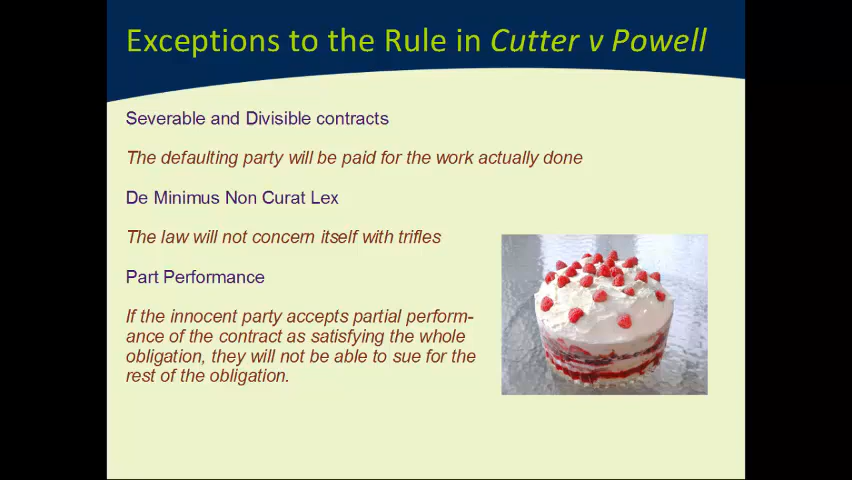 Exceptions to the Rule in Cutter v Powell
Severable and Divisible contracts
The defaulting party will be paid for the work actually done
De Minimus Non Curat Lex
The law will not concern itself with trifles
Part Performance
If the innocent party accepts partial perform-
ance of the contract as satisfying the whole
obligation, they will not be able to sue for the
rest of the obligation.